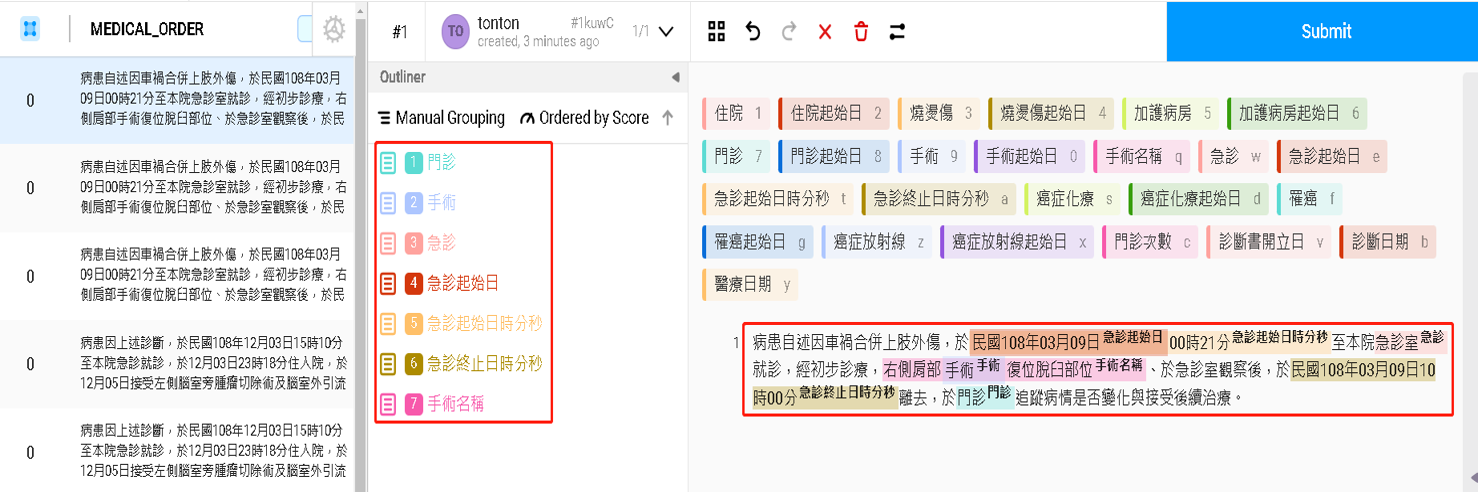 MEDICAL_ORDER
0
病患自述因車禍合併上肢外傷，於民國108年03月
09日00時21分至本院急診室就診，經初步診療，右
側肩部手術復位脫臼部位、於急診室觀察後，於民
0
病患自述因車禍合併上肢外傷，於民國108年03月
09日00時21分至本院急診室就診，經初步診療，右
側肩部手術復位脫臼部位、於急診室觀察後，於民
0
病患自述因車禍合併上肢外傷，於民國108年03月
09日00時21分至本院急診室就診，經初步診療，右
側肩部手術復位脫臼部位、於急診室觀察後，於民
0
病患因上述診斷，於民國108年12月03日15時10分
至本院急診就診，於12月03日23時18分住入院，於
12月05日接受左側腦室旁腫瘤切除術及腦室外引流
0
病患因上述診斷，於民國108年12月03日15時10分
至本院急診就診，於12月03日23時18分住入院，於
12月05日接受左側腦室旁腫瘤切除術及腦室外引流
#1
TO
tonton #1kuwC
created, 3 minutes ago
1/1
Submit
Outliner
Manual Grouping Ordered by Score
1 門診
2 手術
3 急診
4 急診起始日
5 急診起始日時分秒
6 急診終止日時分秒
7 手術名稱
住院 1 住院起始日 2 燒燙傷 3 燒燙傷起始日 4 加護病房 5 加護病房起始日 6
門診 7 門診起始日 8 手術 9 手術起始日 0 手術名稱 q 急診 w 急診起始日 e
急診起始日時分秒 t 急診終止日時分秒 a 癌症化療 s 癌症化療起始日 d 罹癌 f
罹癌起始日 g 癌症放射線 z 癌症放射線起始日 x 門診次數 c 診斷書開立日 v 診斷日期 b
醫療日期 y
1 病患自述因車禍合併上肢外傷，於民國108年03月09日急診起始日00時21分急診起始日時分秒至本院急診室急診
就診，經初步診療，右側肩部手術手術復位脫臼部位手術名稱、於急診室觀察後，於民國108年03月09日10
時00分急診終止日時分秒離去，於門診門診追蹤病情是否變化與接受後續治療。